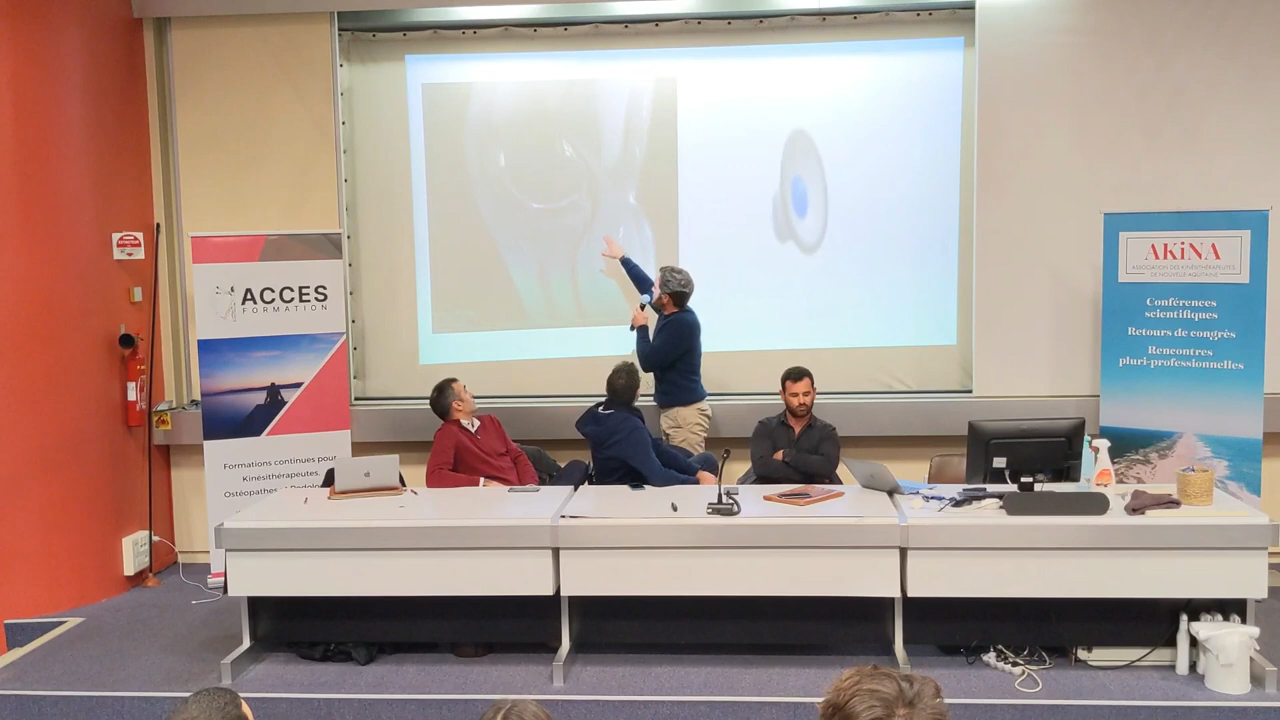 EXTINCTEUR
ACCES
FORMATION
Formations continues pour
Kinésithérapeutes,
Ostéopathes
AKiNA
ASSOCIATION DES KINÉSITHÉRAPEUTES
DE NOUVELLE-AQUITAINE
Conférences
scientifiques
Retours de congrès
Rencontres
pluri-professionnelles